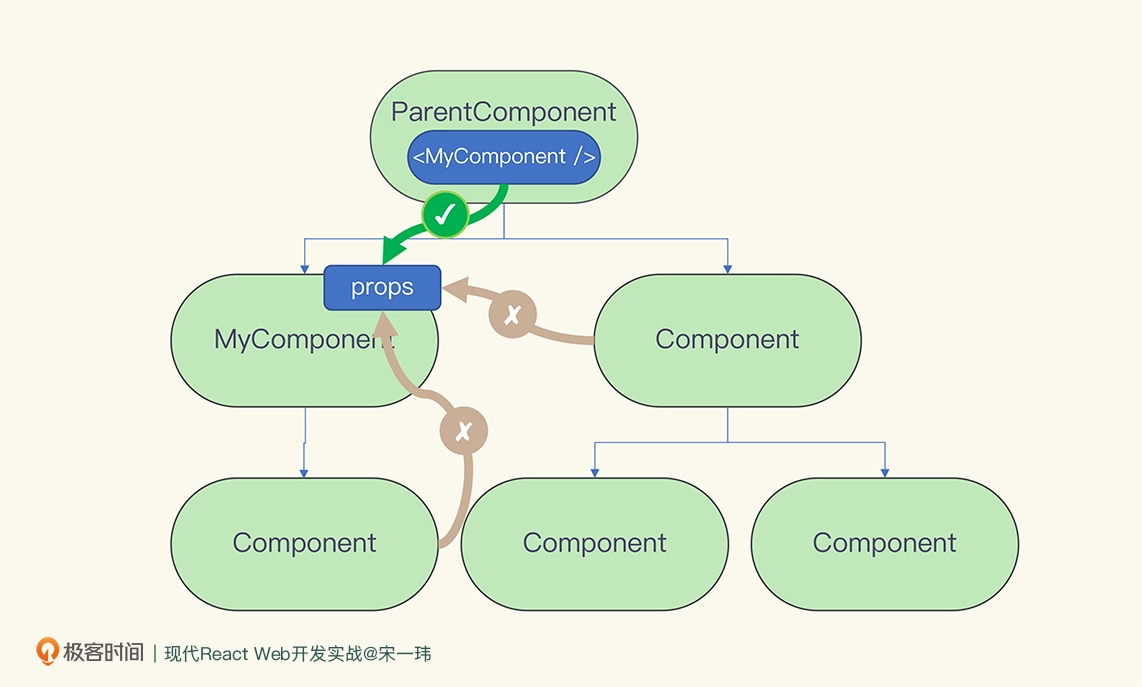 ParentComponent
<MyComponent />
props
MyComponent
Component
Component
Component
Component
极客时间 | 现代React Web开发实战@宋一玮